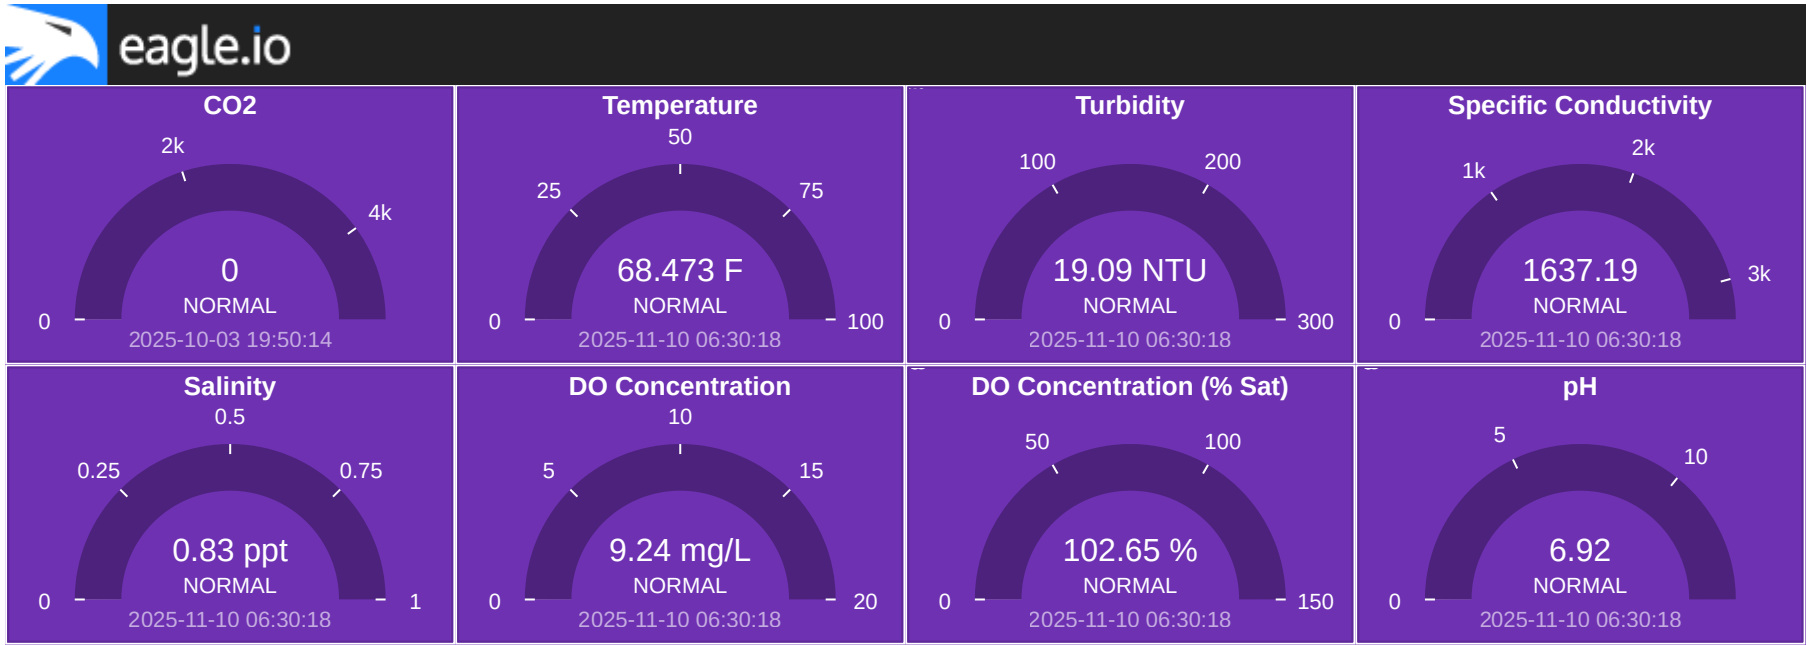 eagle.io
CO2
2k
4k
0
0
NORMAL
2025-10-03 19:50:14
Temperature
50
25
75
68.473 F
NORMAL
0
100
2025-11-10 06:30:18
Turbidity
100
200
19.09 NTU
NORMAL
0
300
2025-11-10 06:30:18
Specific Conductivity
2k
1k
3k
1637.19
NORMAL
0
2025-11-10 06:30:18
Salinity
0.5
0.25
0.75
0.83 ppt
NORMAL
0
1
2025-11-10 06:30:18
DO Concentration
10
5
15
9.24 mg/L
NORMAL
0
20
2025-11-10 06:30:18
DO Concentration (% Sat)
50
100
102.65 %
NORMAL
0
150
2025-11-10 06:30:18
pH
5
10
6.92
NORMAL
0
2025-11-10 06:30:18